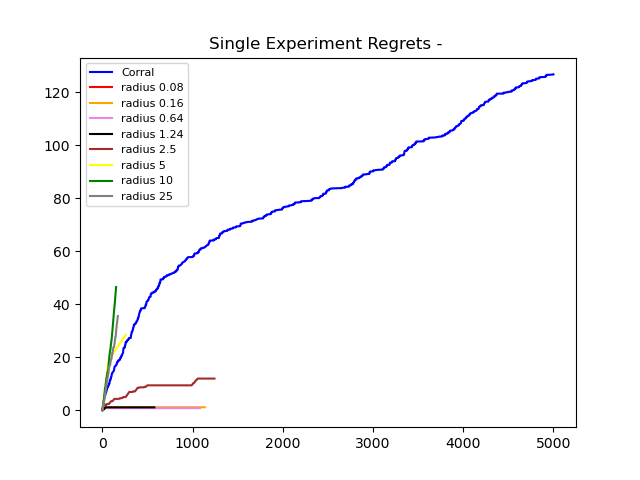 Single Experiment Regrets -
Corral
radius 0.08
radius 0.16
radius 0.64
radius 1.24
radius 2.5
radius 5
radius 10
radius 25
120
100
80
60
40
20
0
0 1000 2000 3000 4000 5000